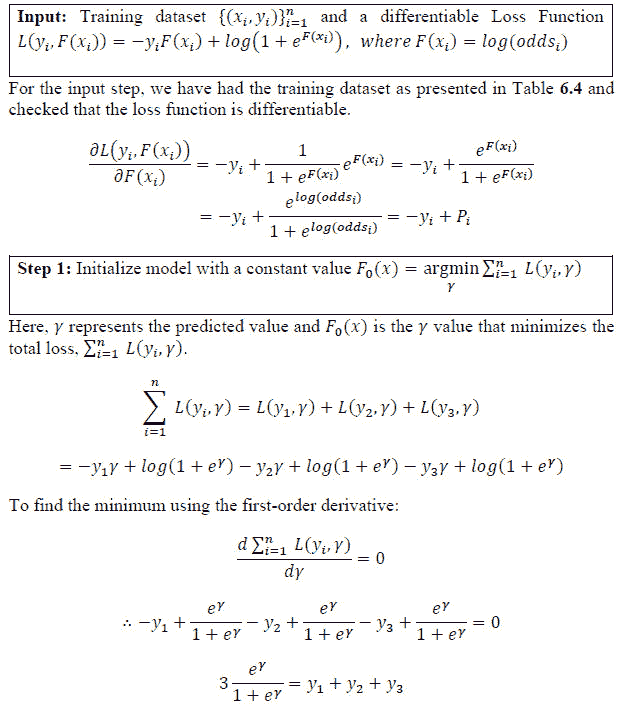 Input: Training dataset {(xᵢ, yᵢ)}ⁿᵢ₌₁ and a differentiable Loss Function
L(yᵢ, F(xᵢ)) = −yᵢF(xᵢ) + log(1 + e^F(xᵢ)), where F(xᵢ) = log(oddsᵢ)
For the input step, we have had the training dataset as presented in Table 6.4 and
checked that the loss function is differentiable.
∂L(yᵢ, F(xᵢ))/∂F(xᵢ) = −yᵢ + 1/(1 + e^F(xᵢ)) e^F(xᵢ) = −yᵢ + e^F(xᵢ)/(1 + e^F(xᵢ))
= −yᵢ + e^log(oddsᵢ)/(1 + e^log(oddsᵢ)) = −yᵢ + Pᵢ
Step 1: Initialize model with a constant value F₀(x) = argmin_γ Σⁿᵢ₌₁ L(yᵢ, γ)
Here, γ represents the predicted value and F₀(x) is the γ value that minimizes the
total loss, Σⁿᵢ₌₁ L(yᵢ, γ).
Σⁿᵢ₌₁ L(yᵢ, γ) = L(y₁, γ) + L(y₂, γ) + L(y₃, γ)
= −y₁γ + log(1 + e^γ) − y₂γ + log(1 + e^γ) − y₃γ + log(1 + e^γ)
To find the minimum using the first-order derivative:
d Σⁿᵢ₌₁ L(yᵢ, γ)/dγ = 0
∴ −y₁ + e^γ/(1 + e^γ) − y₂ + e^γ/(1 + e^γ) − y₃ + e^γ/(1 + e^γ) = 0
3 e^γ/(1 + e^γ) = y₁ + y₂ + y₃